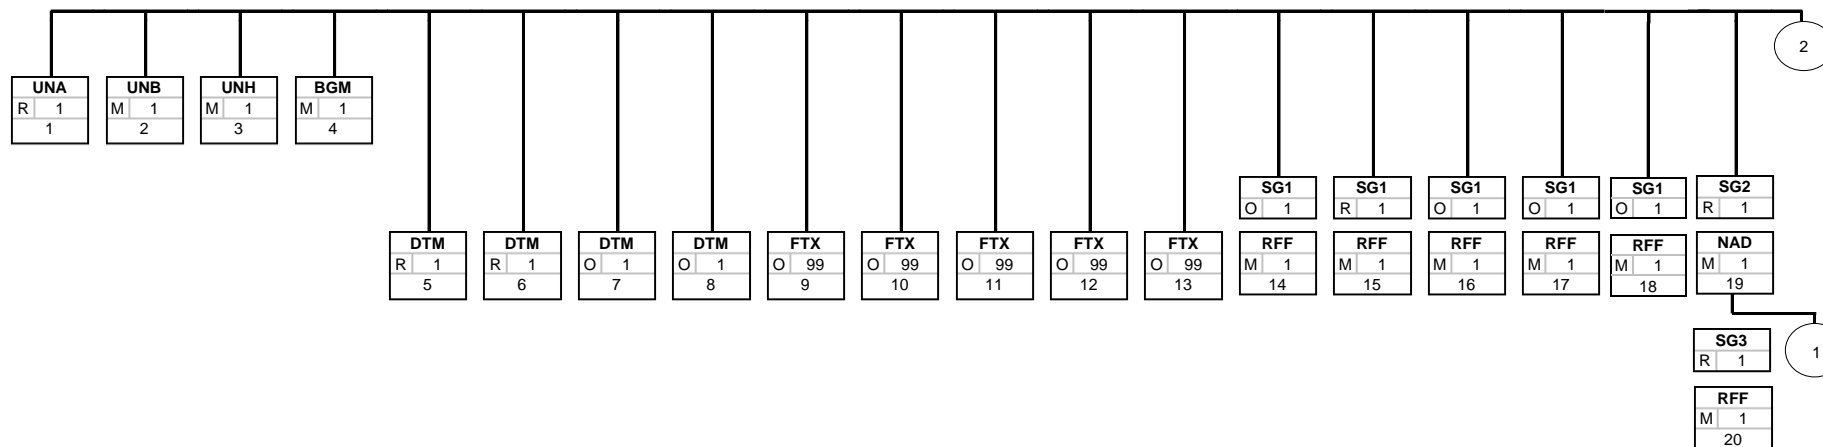 2
UNA UNB UNH BGM
R 1 M 1 M 1 M 1
1 2 3 4
SG1 SG1 SG1 SG1 SG1 SG2
O 1 R 1 O 1 O 1 O 1 R 1
DTM DTM DTM DTM FTX FTX FTX FTX FTX RFF RFF RFF RFF RFF NAD
R 1 R 1 O 1 O 1 O 99 O 99 O 99 O 99 O 99 M 1 M 1 M 1 M 1 M 1 M 1
5 6 7 8 9 10 11 12 13 14 15 16 17 18 19
SG3
R 1
1
RFF
M 1
20